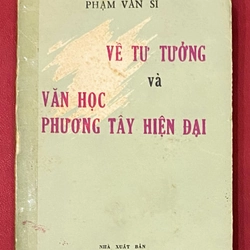 PHẠM VĂN SĨ
VỀ TƯ TƯỞNG
và
VĂN HỌC
PHƯƠNG TÂY HIỆN ĐẠI
NHÀ XUẤT BẢN